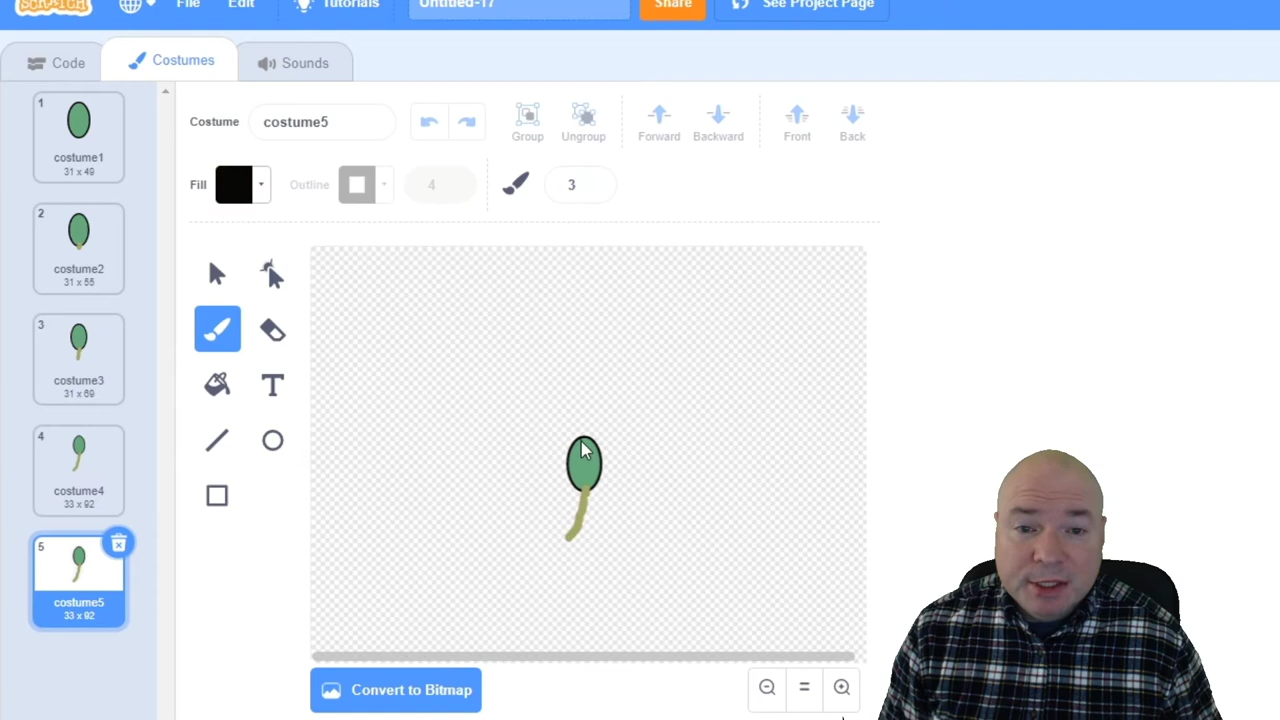 SCRATCH
File Edit Tutorials Untitled-17 Share See Project Page
Code Costumes Sounds
1
costume1
31 x 49
2
costume2
31 x 55
3
costume3
31 x 69
4
costume4
33 x 92
5
costume5
33 x 92
Costume costume5 Group Ungroup Forward Backward Front Back
Fill Outline 4 3
T
Convert to Bitmap
=